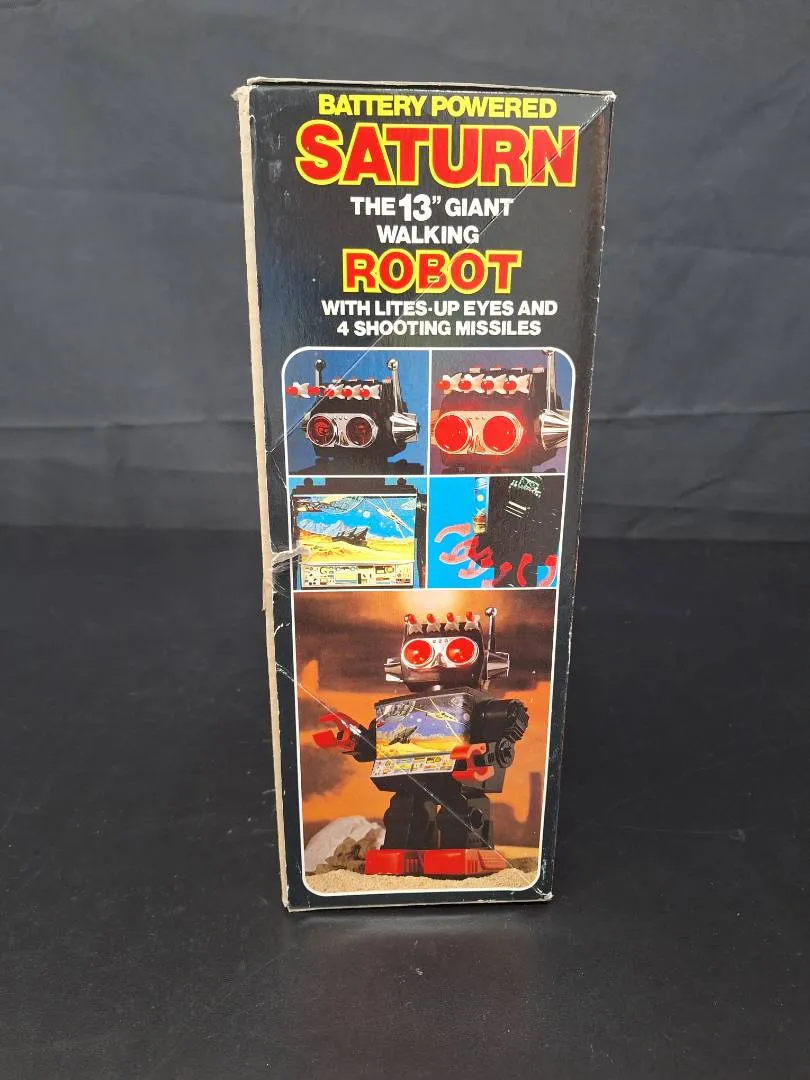 BATTERY POWERED
SATURN
THE 13" GIANT
WALKING
ROBOT
WITH LITES-UP EYES AND
4 SHOOTING MISSILES